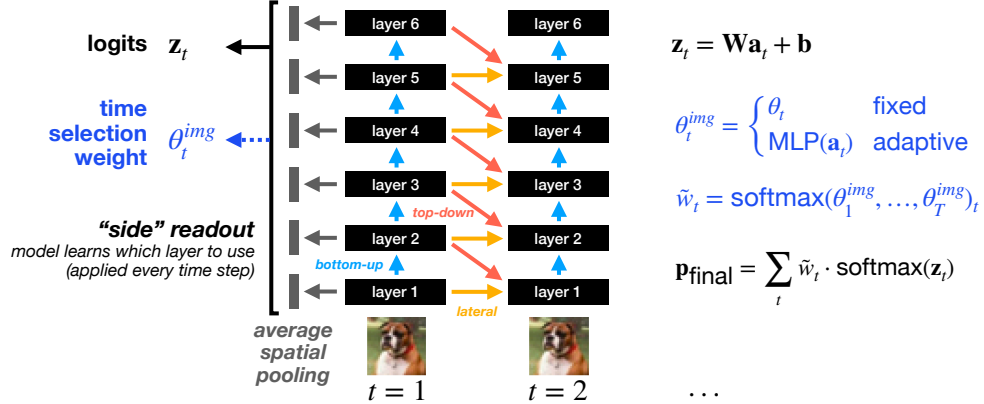 logits z_t
time
selection
weight θ_t^{img}
"side" readout
model learns which layer to use
(applied every time step)
average
spatial
pooling
layer 6
layer 5
layer 4
layer 3
layer 2
layer 1
bottom-up
t = 1
top-down
lateral
layer 6
layer 5
layer 4
layer 3
layer 2
layer 1
t = 2
z_t = Wa_t + b
θ_t^{img} = { θ_t fixed
MLP(a_t) adaptive
w̃_t = softmax(θ_1^{img}, …, θ_T^{img})_t
p_final = ∑_t w̃_t · softmax(z_t)
…